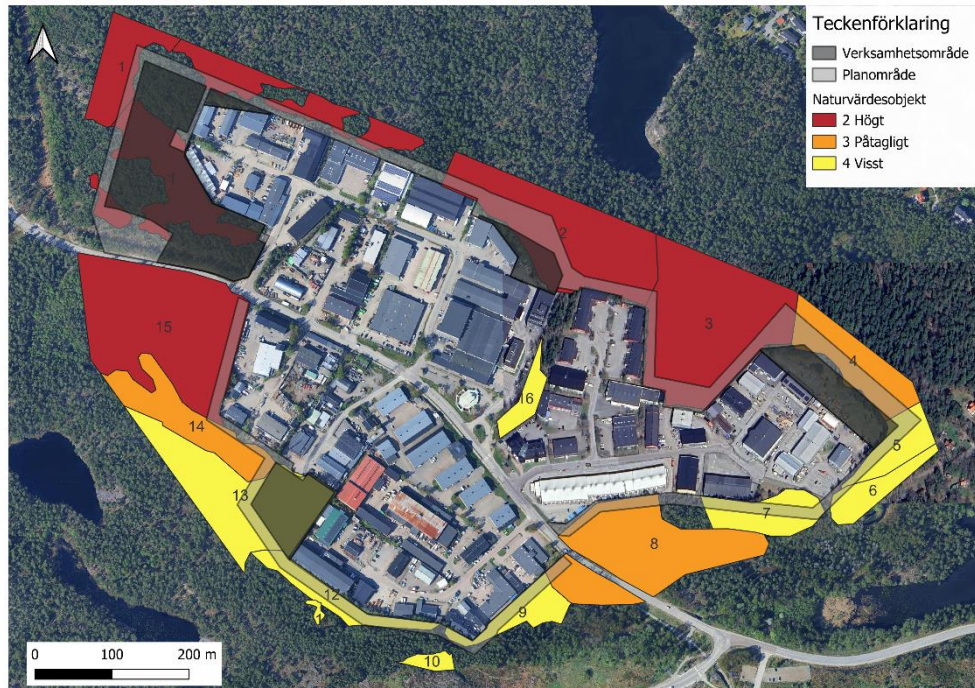 Teckenförklaring
Verksamhetsområde
Planområde
Naturvärdesobjekt
2 Högt
3 Påtagligt
4 Visst
1
1
2
3
4
5
6
7
8
9
10
12
13
14
15
16
0 100 200 m